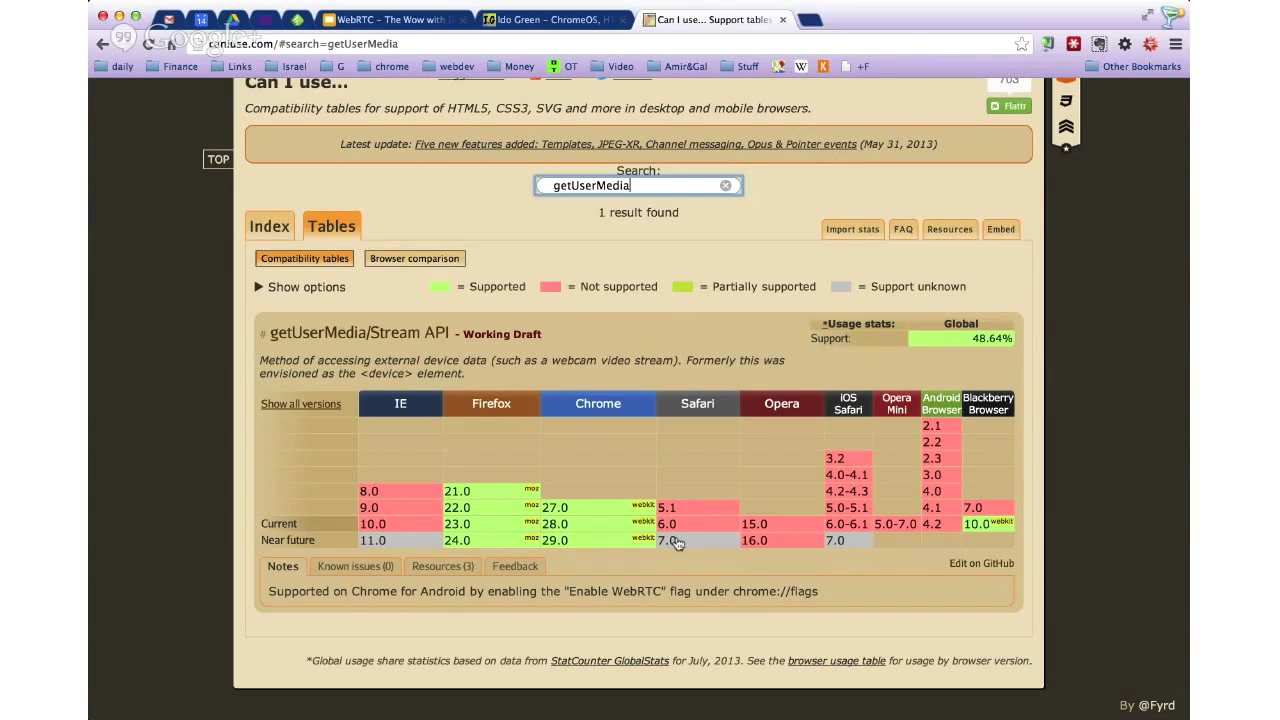 WebRTC – The Wow with D
Ido Green – ChromeOS, H
Can I use... Support tables
Google+
caniuse.com/#search=getUserMedia
daily
Finance
Links
Israel
G
chrome
webdev
Money
OT
Video
Amir&Gal
Stuff
+F
Other Bookmarks
Can I use...
703
Compatibility tables for support of HTML5, CSS3, SVG and more in desktop and mobile browsers.
Flattr
Latest update: Five new features added: Templates, JPEG-XR, Channel messaging, Opus & Pointer events (May 31, 2013)
TOP
Search:
getUserMedia
1 result found
Index Tables
Import stats FAQ Resources Embed
Compatibility tables Browser comparison
Show options = Supported = Not supported = Partially supported = Support unknown
# getUserMedia/Stream API - Working Draft
*Usage stats: Global
Support: 48.64%
Method of accessing external device data (such as a webcam video stream). Formerly this was
envisioned as the <device> element.
Show all versions IE Firefox Chrome Safari Opera iOS Safari Opera Mini Android Browser Blackberry Browser
2.1
2.2
3.2 2.3
4.0-4.1 3.0
8.0 21.0 moz 4.2-4.3 4.0
9.0 22.0 moz 27.0 webkit 5.1 5.0-5.1 4.1 7.0
Current 10.0 23.0 moz 28.0 webkit 6.0 15.0 6.0-6.1 5.0-7.0 4.2 10.0 webkit
Near future 11.0 24.0 moz 29.0 webkit 7.0 16.0 7.0
Notes Known issues (0) Resources (3) Feedback
Edit on GitHub
Supported on Chrome for Android by enabling the "Enable WebRTC" flag under chrome://flags
*Global usage share statistics based on data from StatCounter GlobalStats for July, 2013. See the browser usage table for usage by browser version.
By @Fyrd